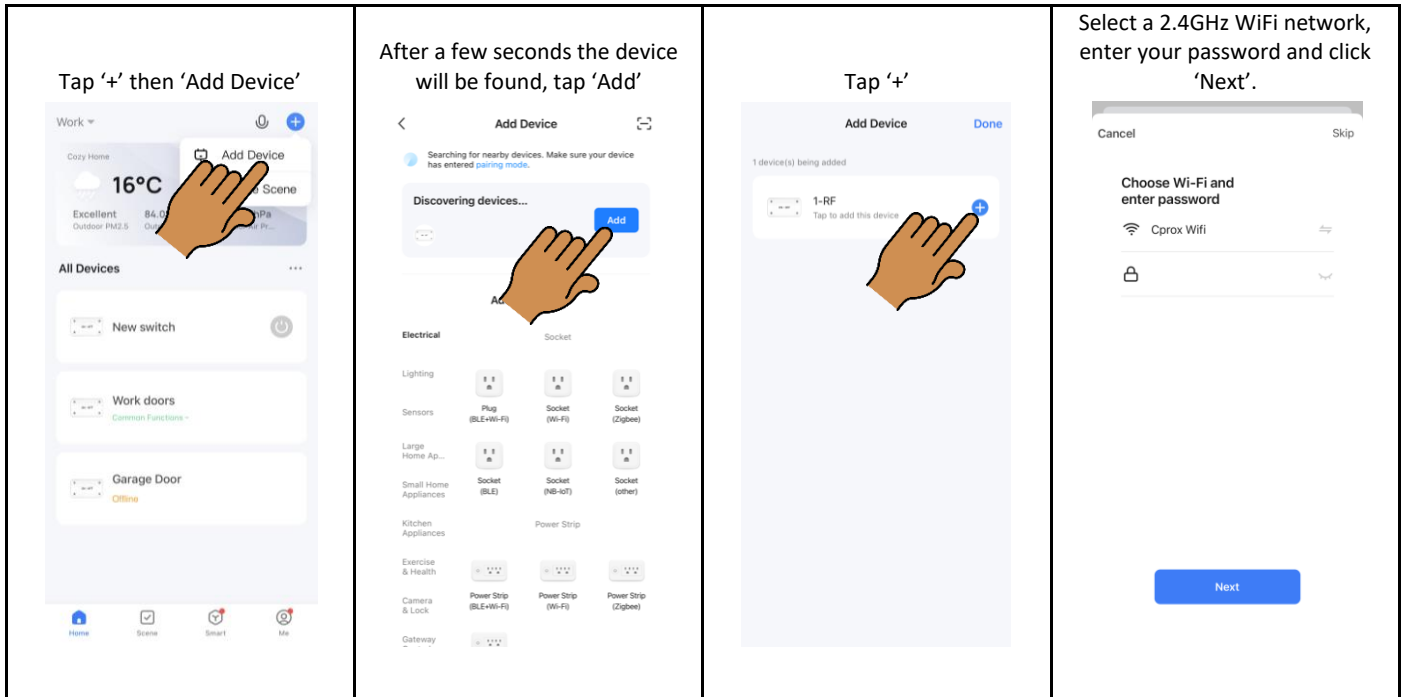 Tap ‘+’ then ‘Add Device’
Work
Add Device
Scene
Cozy Home
16°C
Excellent
84.0
hPa
Outdoor PM2.5
All Devices
New switch
Work doors
Common Functions
Garage Door
Offline
Home
Scene
Smart
Me
After a few seconds the device
will be found, tap ‘Add’
Add Device
Searching for nearby devices. Make sure your device
has entered pairing mode.
Discovering devices...
Add
Electrical
Socket
Lighting
Sensors
Plug
(BLE+Wi-Fi)
Socket
(Wi-Fi)
Socket
(Zigbee)
Large
Home Ap...
Small Home
Appliances
Socket
(BLE)
Socket
(NB-IoT)
Socket
(other)
Kitchen
Appliances
Power Strip
Exercise
& Health
Camera
& Lock
Power Strip
(BLE+Wi-Fi)
Power Strip
(Wi-Fi)
Power Strip
(Zigbee)
Gateway
Tap ‘+’
Add Device
Done
1 device(s) being added
1-RF
Tap to add this device
Select a 2.4GHz WiFi network,
enter your password and click
‘Next’.
Cancel
Skip
Choose Wi-Fi and
enter password
Cprox Wifi
Next